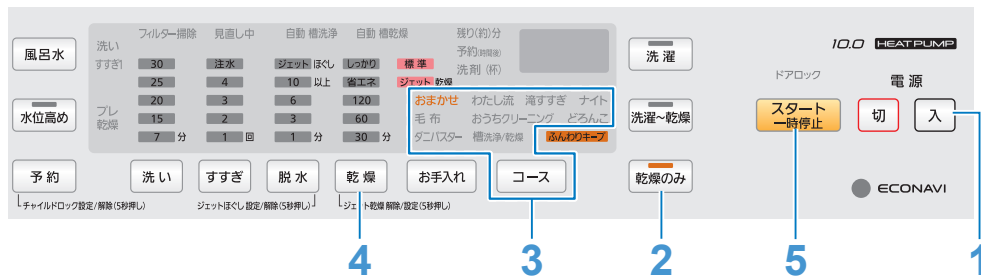 フィルター掃除 見直し中 自動 槽洗浄 自動 槽乾燥 残り(約)分
予約(時間後)
洗剤 (杯)
風呂水
水位高め
洗い
すすぎ1
プレ乾燥
30 注水 ジェット ほぐし しっかり 標 準
25 4 10 以上 省エネ ジェット 乾燥
20 3 6 120
15 2 3 60
7 分 1 回 1 分 30 分
おまかせ わたし流 滝すすぎ ナイト
毛 布 おうちクリーニング どろんこ
ダニバスター 槽洗浄/乾燥 ふんわりキープ
洗 濯
洗濯~乾燥
乾燥のみ
10.0 HEAT PUMP
ドアロック
電 源
スタート
一時停止
切
入
ECONAVI
予 約 洗 い すすぎ 脱 水 乾 燥 お手入れ コース
チャイルドロック設定/解除(5秒押し) ジェットほぐし 設定/解除(5秒押し) ジェット乾燥 解除/設定(5秒押し)
4 3 2 5 1